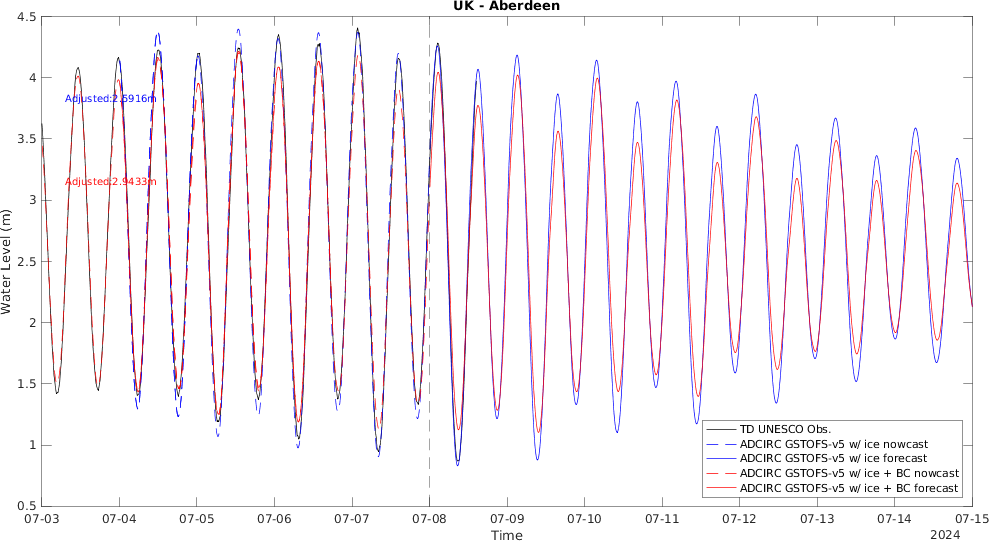 UK - Aberdeen
4.5
4
3.5
3
2.5
2
1.5
1
0.5
Water Level (m)
Adjusted:2.5916m
Adjusted:2.9433m
TD UNESCO Obs.
ADCIRC GSTOFS-v5 w/ ice nowcast
ADCIRC GSTOFS-v5 w/ ice forecast
ADCIRC GSTOFS-v5 w/ ice + BC nowcast
ADCIRC GSTOFS-v5 w/ ice + BC forecast
07-03 07-04 07-05 07-06 07-07 07-08 07-09 07-10 07-11 07-12 07-13 07-14 07-15
Time
2024